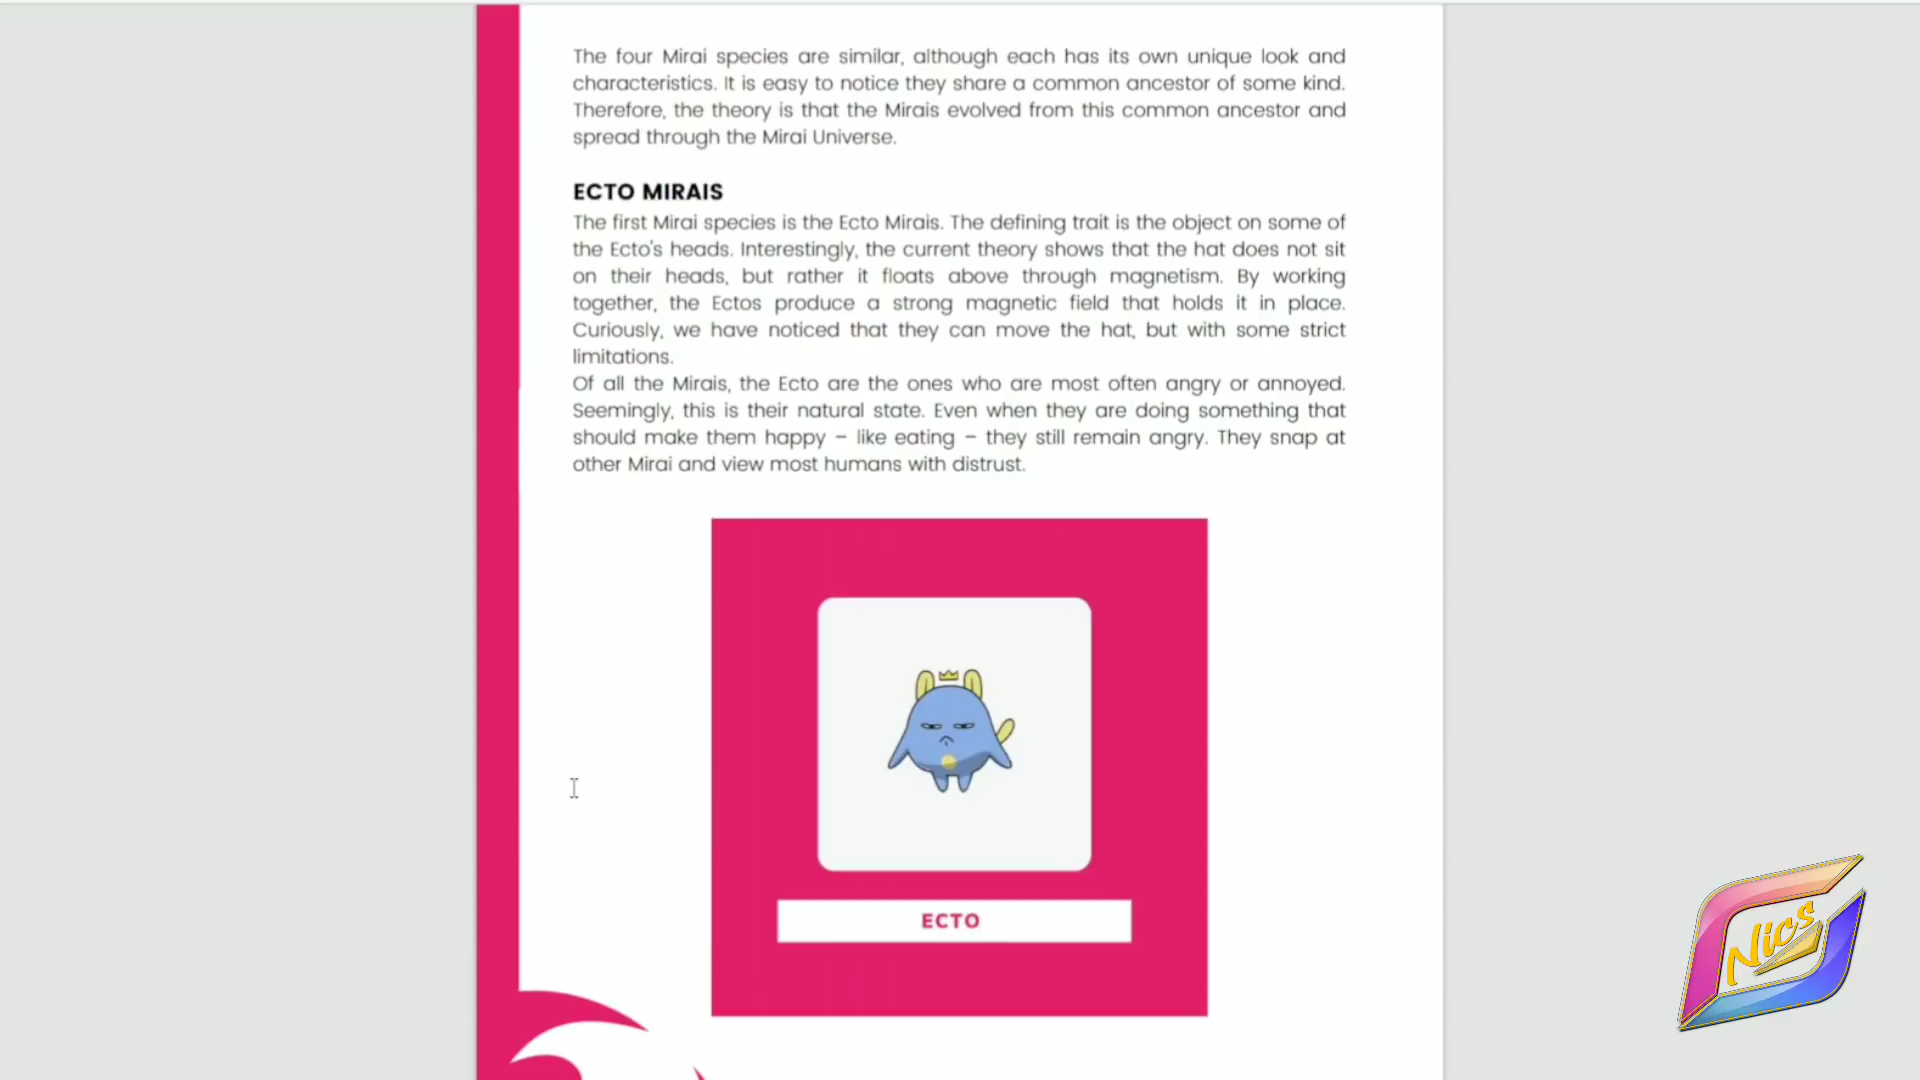 The four Mirai species are similar, although each has its own unique look and
characteristics. It is easy to notice they share a common ancestor of some kind.
Therefore, the theory is that the Mirais evolved from this common ancestor and
spread through the Mirai Universe.
ECTO MIRAIS
The first Mirai species is the Ecto Mirais. The defining trait is the object on some of
the Ecto's heads. Interestingly, the current theory shows that the hat does not sit
on their heads, but rather it floats above through magnetism. By working
together, the Ectos produce a strong magnetic field that holds it in place.
Curiously, we have noticed that they can move the hat, but with some strict
limitations.
Of all the Mirais, the Ecto are the ones who are most often angry or annoyed.
Seemingly, this is their natural state. Even when they are doing something that
should make them happy – like eating – they still remain angry. They snap at
other Mirai and view most humans with distrust.
ECTO
Nics